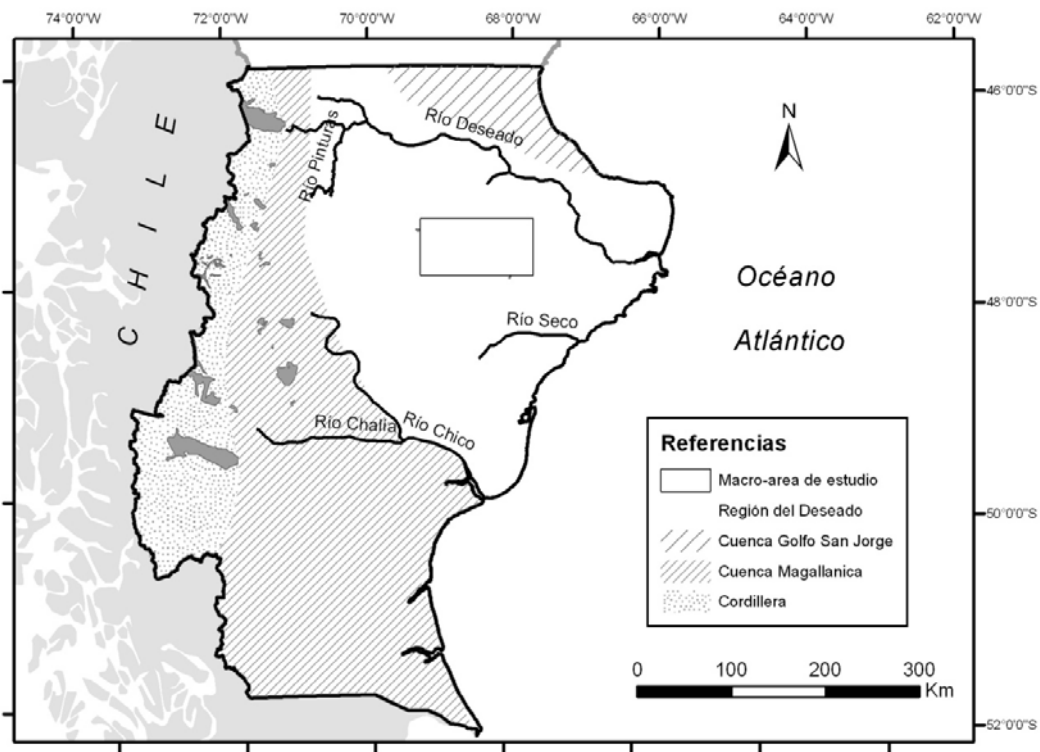 74°0'0"W 72°0'0"W 70°0'0"W 68°0'0"W 66°0'0"W 64°0'0"W 62°0'0"W
46°0'0"S
48°0'0"S
50°0'0"S
52°0'0"S
N
CHILE
Río Deseado
Río Pinturas
Río Seco
Río Chalia
Río Chico
Océano
Atlántico
Referencias
Macro-area de estudio
Región del Deseado
Cuenca Golfo San Jorge
Cuenca Magallanica
Cordillera
0 100 200 300
Km